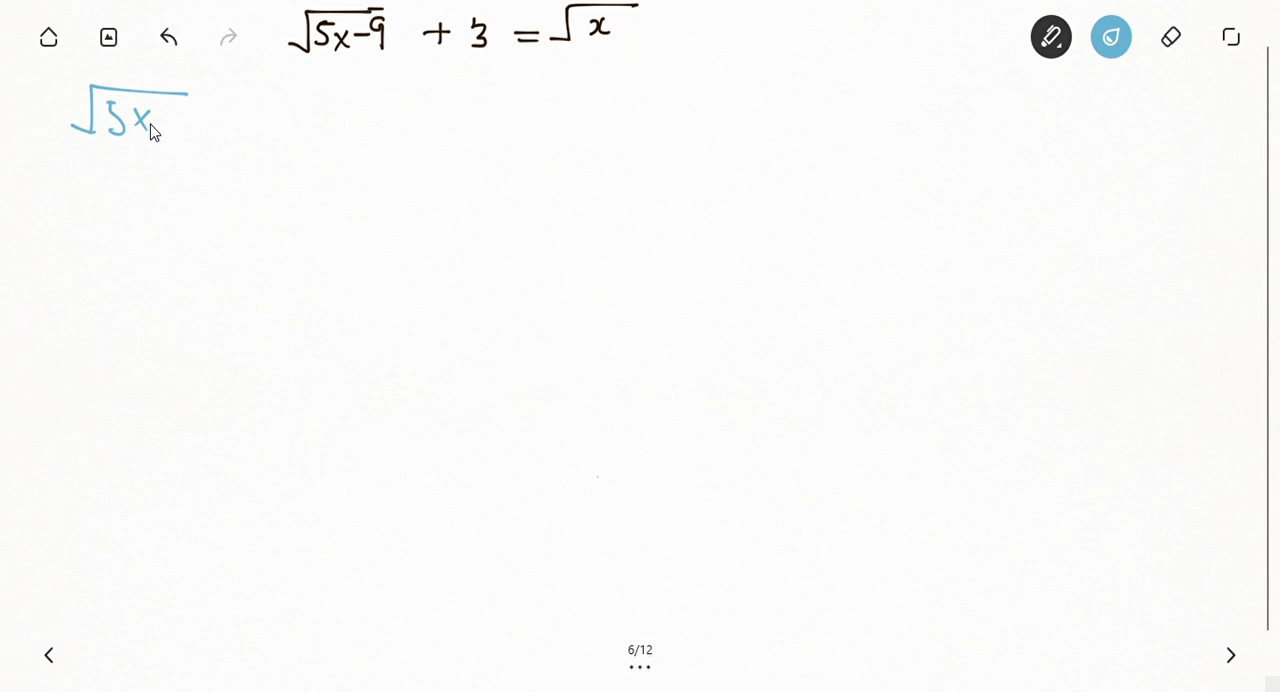 √(5x-9) + 3 = √x
√5x
6/12